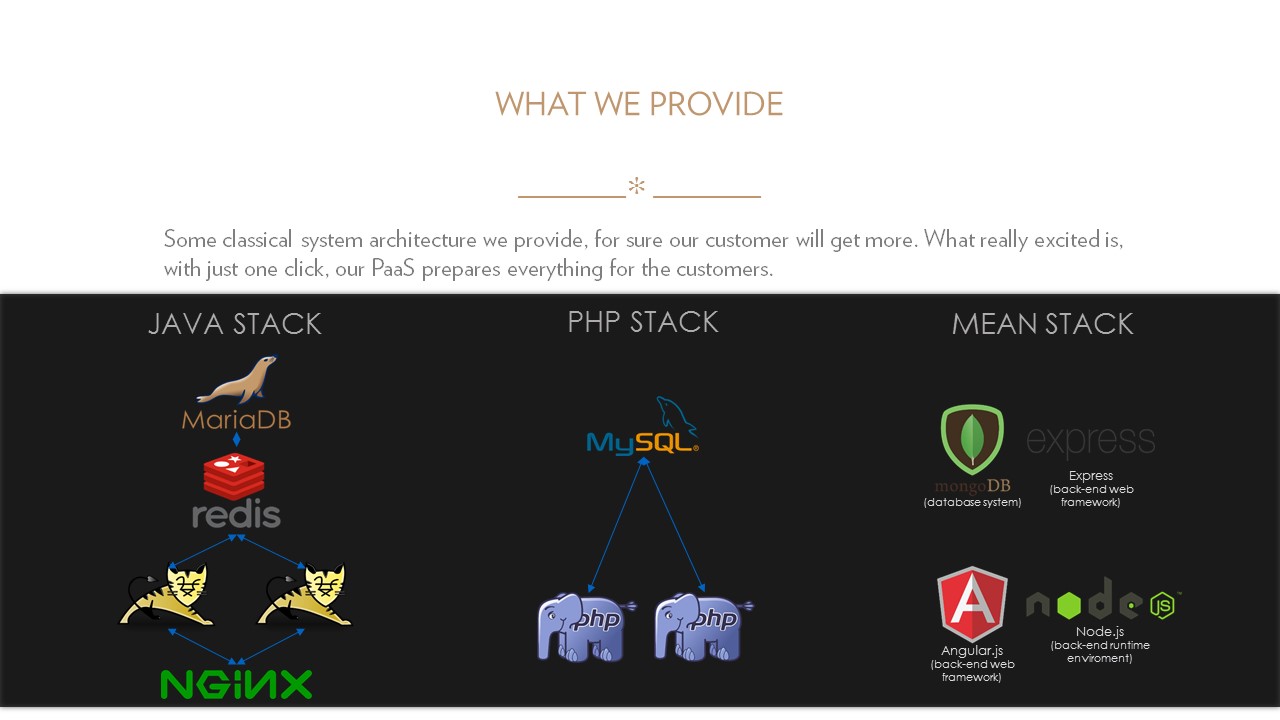 WHAT WE PROVIDE
*
Some classical system architecture we provide, for sure our customer will get more. What really excited is,
with just one click, our PaaS prepares everything for the customers.
JAVA STACK
MariaDB
redis
NGiNX
PHP STACK
MySQL®
php
php
MEAN STACK
mongoDB
(database system)
express
Express
(back-end web
framework)
A
Angular.js
(back-end web
framework)
node JS™
Node.js
(back-end runtime
enviroment)